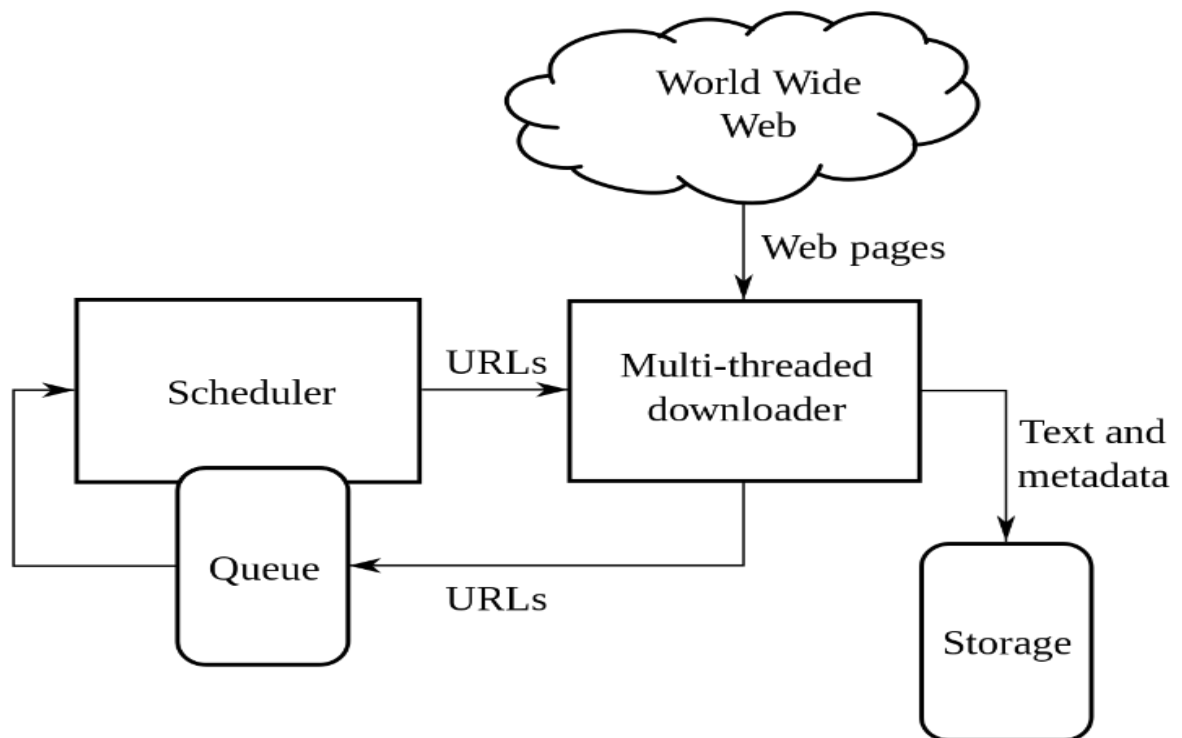 World Wide
Web
Web pages
Scheduler
URLs
Multi-threaded
downloader
Text and
metadata
Queue
URLs
Storage